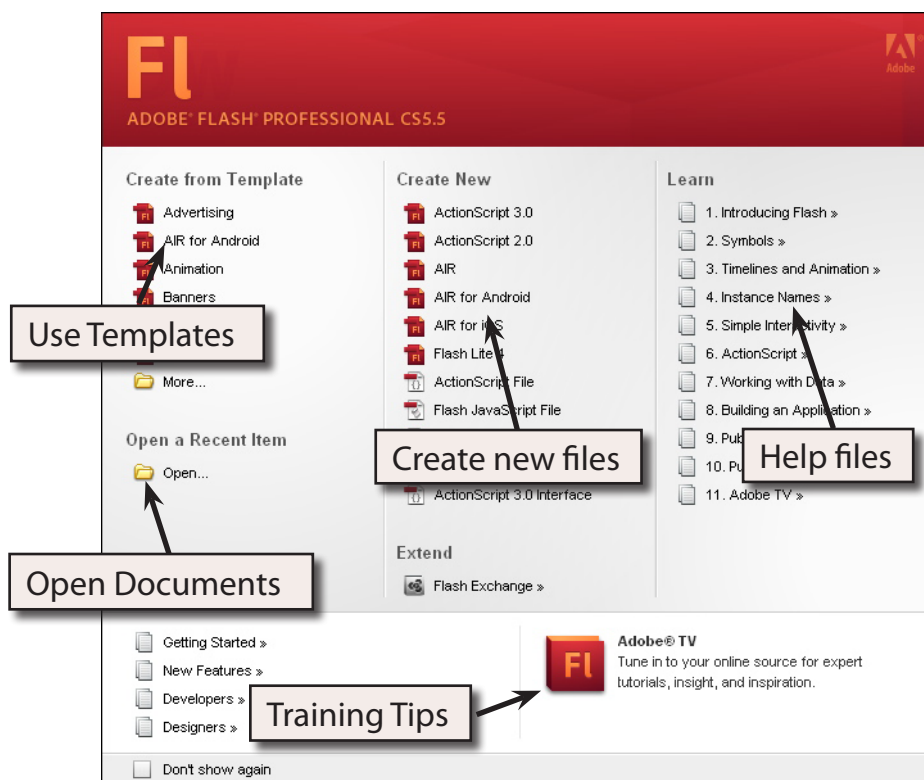 Fl
Adobe
ADOBE® FLASH® PROFESSIONAL CS5.5
Create from Template
Advertising
AIR for Android
Animation
Banners
More...
Use Templates
Open a Recent Item
Open...
Open Documents
Create New
ActionScript 3.0
ActionScript 2.0
AIR
AIR for Android
AIR for iOS
Flash Lite 4
ActionScript File
Flash JavaScript File
Create new files
ActionScript 3.0 Interface
Extend
Flash Exchange »
Learn
1. Introducing Flash »
2. Symbols »
3. Timelines and Animation »
4. Instance Names »
5. Simple Interactivity »
6. ActionScript »
7. Working with Data »
8. Building an Application »
9.
10.
Help files
11. Adobe TV »
Getting Started »
New Features »
Developers »
Designers »
Training Tips
Fl
Adobe® TV
Tune in to your online source for expert
tutorials, insight, and inspiration.
Don't show again